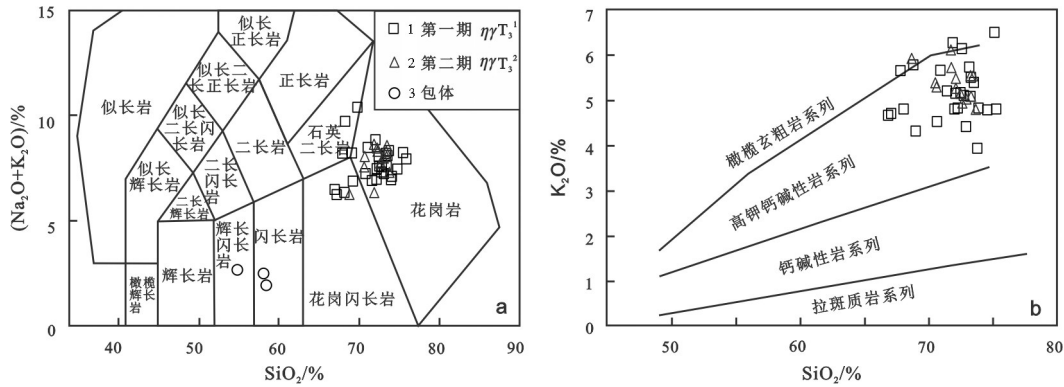 似长
正长岩
似长二
长正长岩
似长岩
似长
二长闪
长岩
似长
辉长岩
二长
辉长岩
二长
闪长
岩
二长岩
正长岩
石英
二长岩
橄榄
辉长
岩
辉长岩
辉长
闪长
岩
闪长岩
花岗闪长岩
花岗岩
1 第一期 ηγT₃¹
2 第二期 ηγT₃²
3 包体
(Na₂O+K₂O)/%
15
10
5
0
40 50 60 70 80 90
SiO₂/%
a
K₂O/%
7
6
5
4
3
2
1
0
橄榄玄粗岩系列
高钾钙碱性岩系列
钙碱性岩系列
拉斑质岩系列
b
50 60 70 80
SiO₂/%